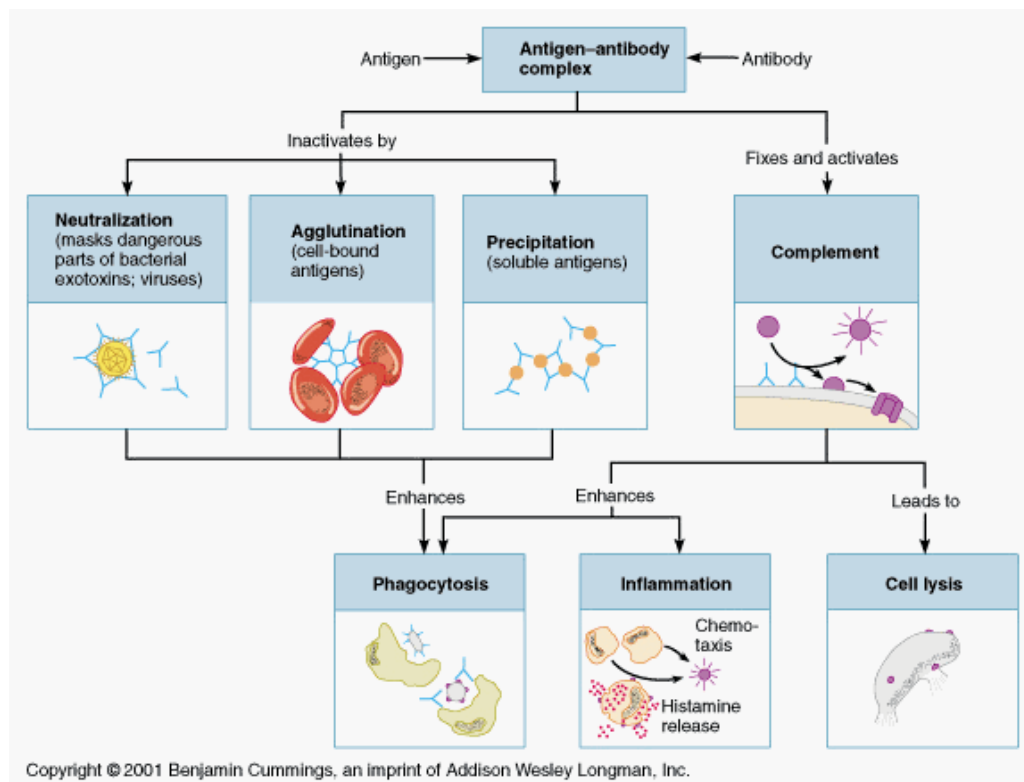 Antigen
Antigen–antibody
complex
Antibody
Inactivates by
Fixes and activates
Neutralization
(masks dangerous
parts of bacterial
exotoxins; viruses)
Agglutination
(cell-bound
antigens)
Precipitation
(soluble antigens)
Complement
Enhances
Enhances
Leads to
Phagocytosis
Inflammation
Cell lysis
Chemo-
taxis
Histamine
release
Copyright © 2001 Benjamin Cummings, an imprint of Addison Wesley Longman, Inc.